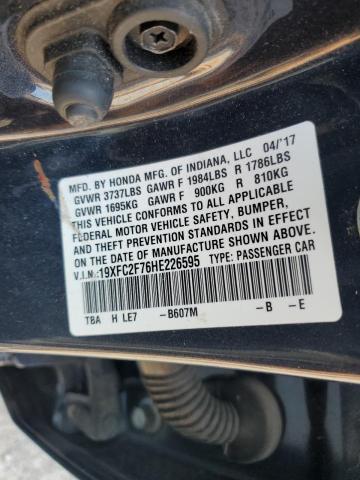 MFD. BY HONDA MFG. OF INDIANA, LLC 04/'17
GVWR 3737LBS GAWR F 1984LBS R 1786LBS
GVWR 1695KG GAWR F 900KG R 810KG
THIS VEHICLE CONFORMS TO ALL APPLICABLE
FEDERAL MOTOR VEHICLE SAFETY, BUMPER,
AND THEFT PREVENTION STANDARDS IN EFFECT
ON DATE OF MANUFACTURE SHOWN ABOVE.
V.I.N.:19XFC2F76HE226595 TYPE: PASSENGER CAR
TBA H LE7 -B607M -B -E